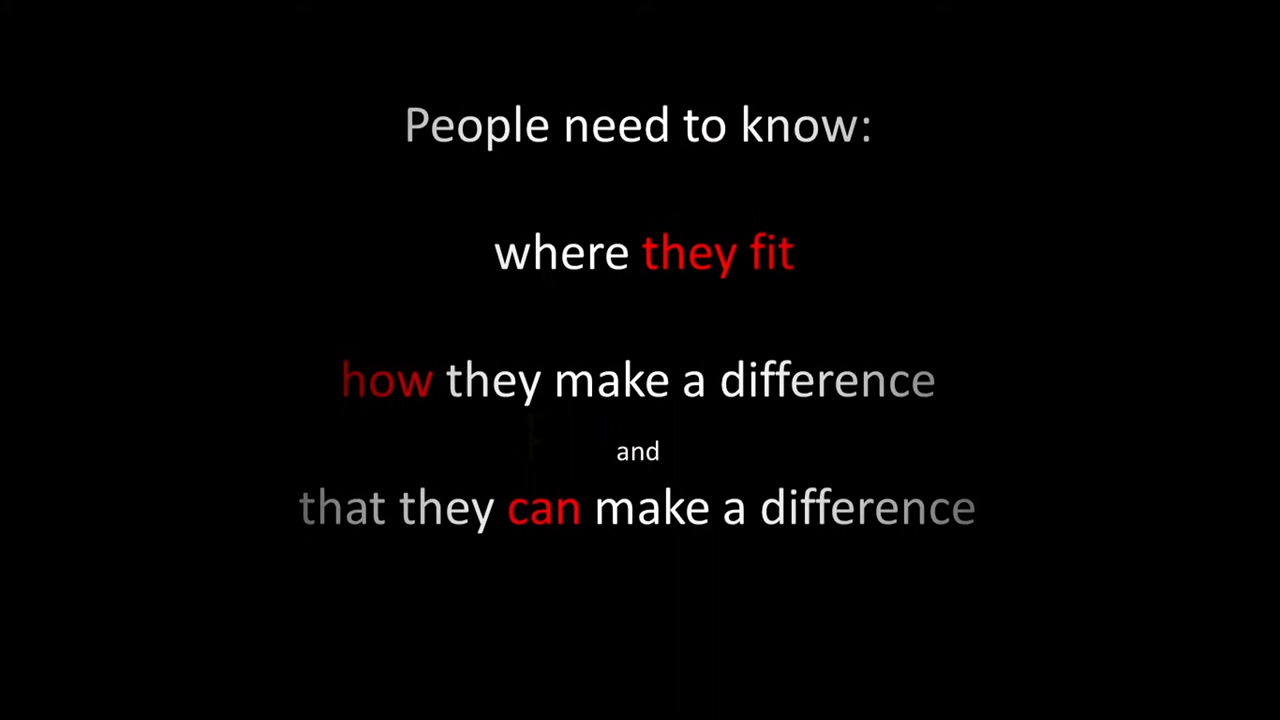 People need to know:
where they fit
how they make a difference
and
that they can make a difference